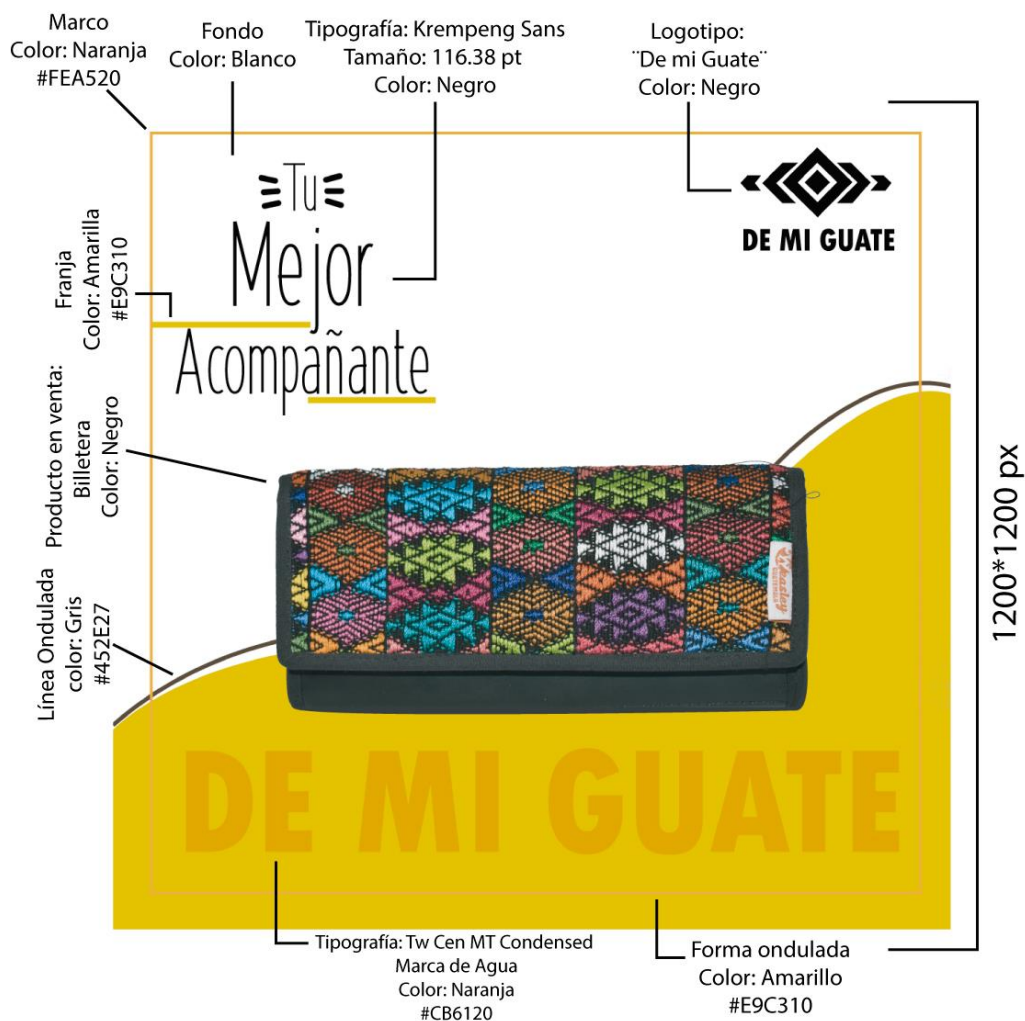 Marco
Color: Naranja
#FEA520
Fondo
Color: Blanco
Tipografía: Krempeng Sans
Tamaño: 116.38 pt
Color: Negro
Logotipo:
¨De mi Guate¨
Color: Negro
Tu
Mejor
Acompañante
DE MI GUATE
Franja
Color: Amarilla
#E9C310
Producto en venta:
Billetera
Color: Negro
Línea Ondulada
color: Gris
#452E27
1200*1200 px
DE MI GUATE
Tipografía: Tw Cen MT Condensed
Marca de Agua
Color: Naranja
#CB6120
Forma ondulada
Color: Amarillo
#E9C310